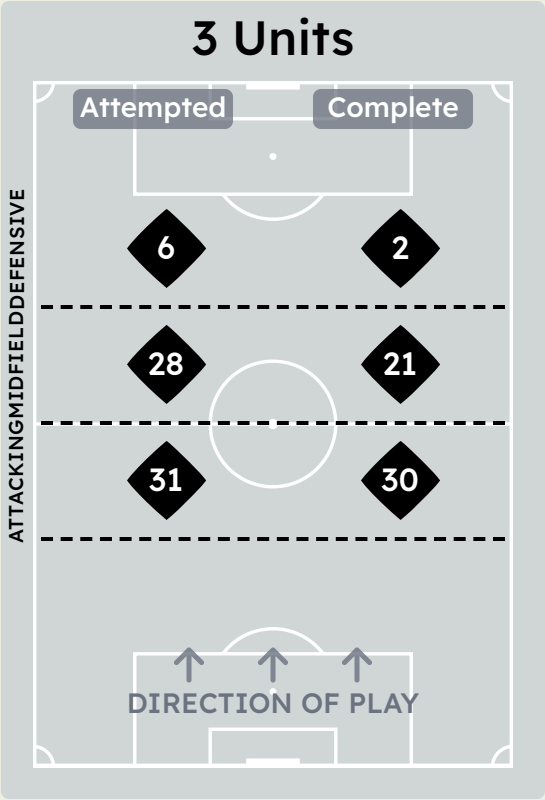 3 Units
Attempted Complete
ATTACKINGMIDFIELDDEFENSIVE
6 2
28 21
31 30
DIRECTION OF PLAY